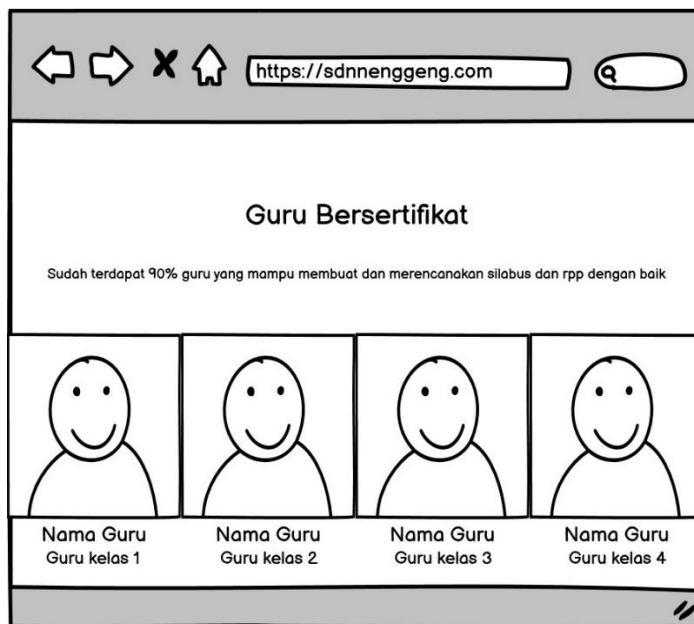 https://sdnnenggeng.com
Guru Bersertifikat
Sudah terdapat 90% guru yang mampu membuat dan merencanakan silabus dan rpp dengan baik
Nama Guru Nama Guru Nama Guru Nama Guru
Guru kelas 1 Guru kelas 2 Guru kelas 3 Guru kelas 4